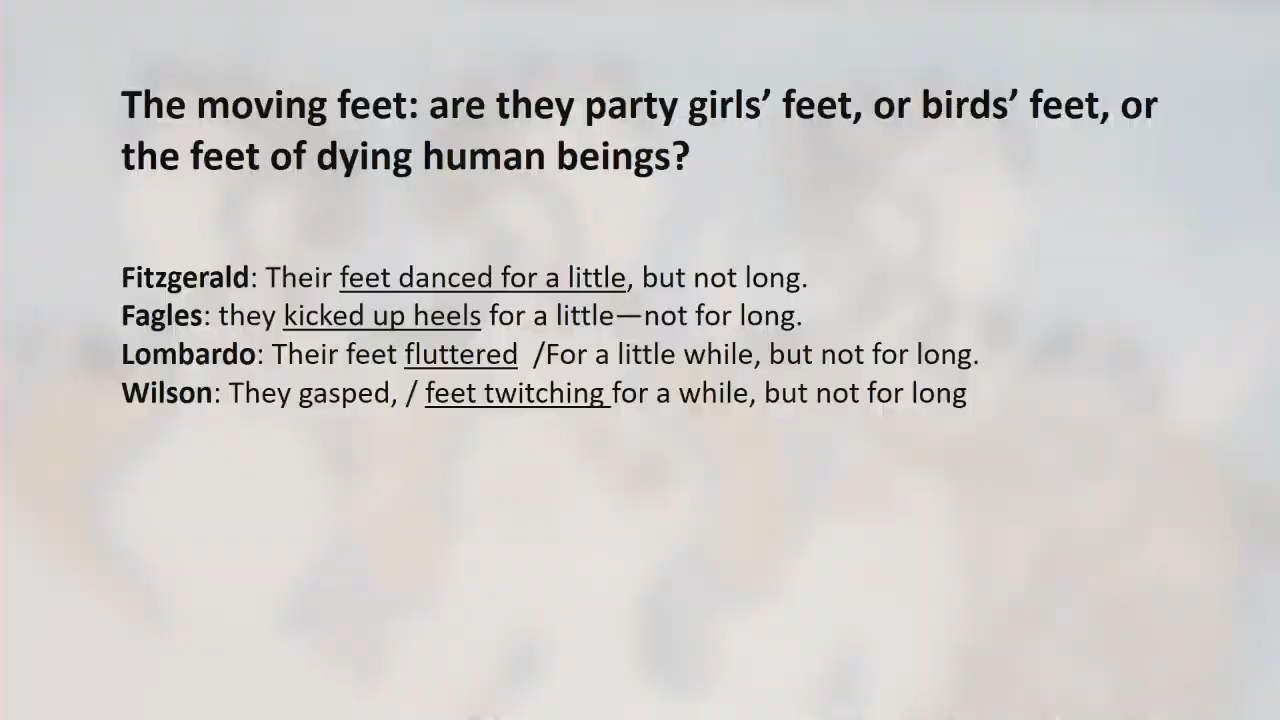 The moving feet: are they party girls’ feet, or birds’ feet, or
the feet of dying human beings?
Fitzgerald: Their feet danced for a little, but not long.
Fagles: they kicked up heels for a little—not for long.
Lombardo: Their feet fluttered /For a little while, but not for long.
Wilson: They gasped, / feet twitching for a while, but not for long